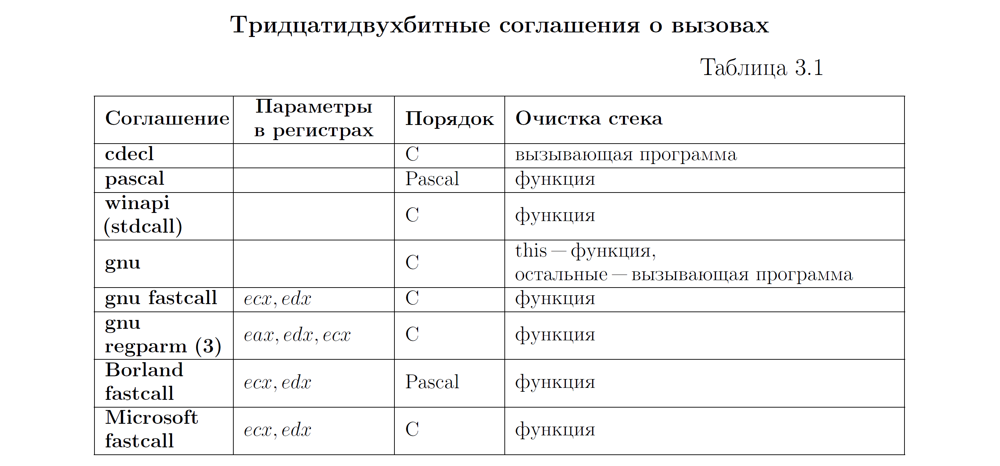 Тридцатидвухбитные соглашения о вызовах
Таблица 3.1
Соглашение
Параметры
в регистрах
Порядок
Очистка стека
cdecl
C
вызывающая программа
pascal
Pascal
функция
winapi
(stdcall)
C
функция
gnu
C
this — функция,
остальные — вызывающая программа
gnu fastcall
ecx, edx
C
функция
gnu
regparm (3)
eax, edx, ecx
C
функция
Borland
fastcall
ecx, edx
Pascal
функция
Microsoft
fastcall
ecx, edx
C
функция